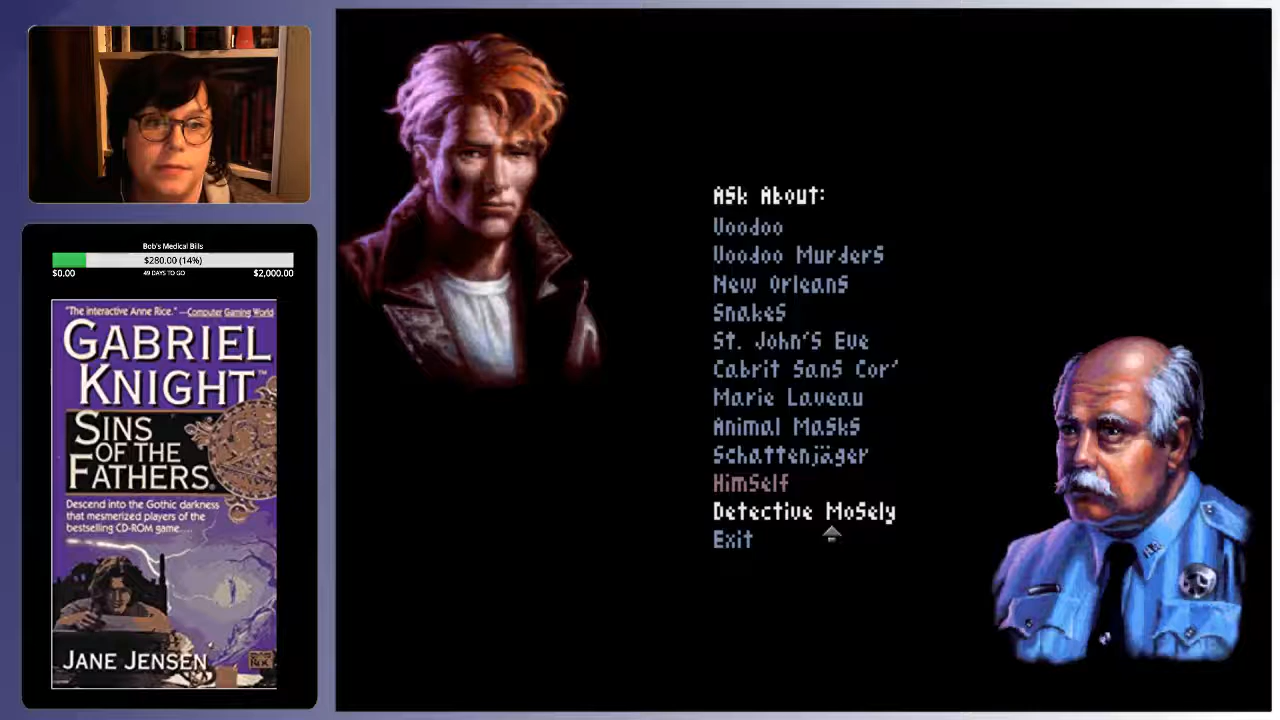 Bob's Medical Bills
$280.00 (14%)
$0.00
49 DAYS TO GO
$2,000.00
"The interactive Anne Rice." —Computer Gaming World
GABRIEL
KNIGHT™
SINS
OF THE
FATHERS®
Descend into the Gothic darkness
that mesmerized players of the
bestselling CD-ROM game....
JANE JENSEN
ASk About:
Voodoo
Voodoo MurderS
New OrleanS
SnakeS
St. John'S Eve
Cabrit SanS Cor'
Marie Laveau
Animal MaSkS
Schattenjäger
HimSelf
Detective MoSely
Exit